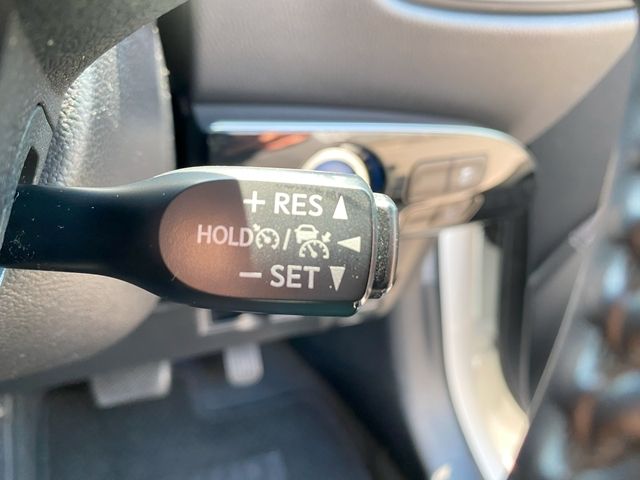 + RES ▲
HOLD / ◀
− SET ▼